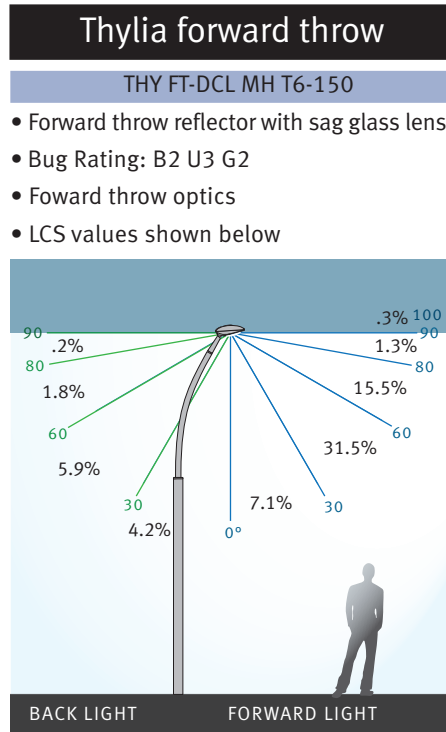 Thylia forward throw
THY FT-DCL MH T6-150
• Forward throw reflector with sag glass lens
• Bug Rating: B2 U3 G2
• Foward throw optics
• LCS values shown below
.3% 100
90 90
.2% 1.3%
80 80
1.8% 15.5%
60 60
5.9% 31.5%
30 7.1% 30
4.2% 0°
BACK LIGHT FORWARD LIGHT